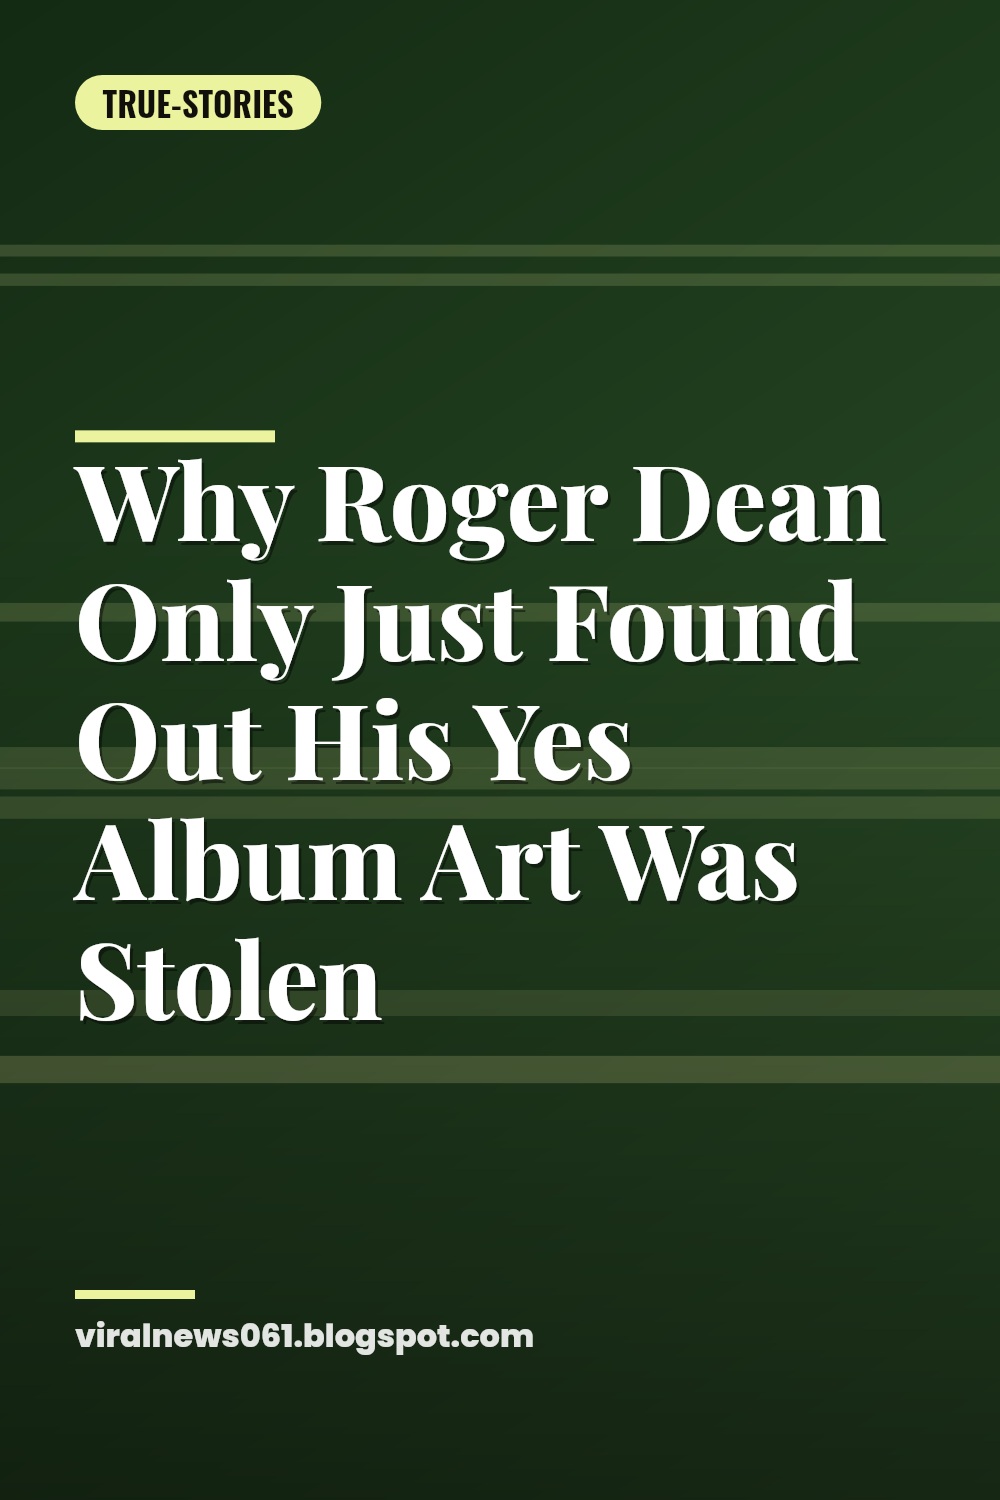 TRUE-STORIES
Why Roger Dean
Only Just Found
Out His Yes
Album Art Was
Stolen
viralnews061.blogspot.com